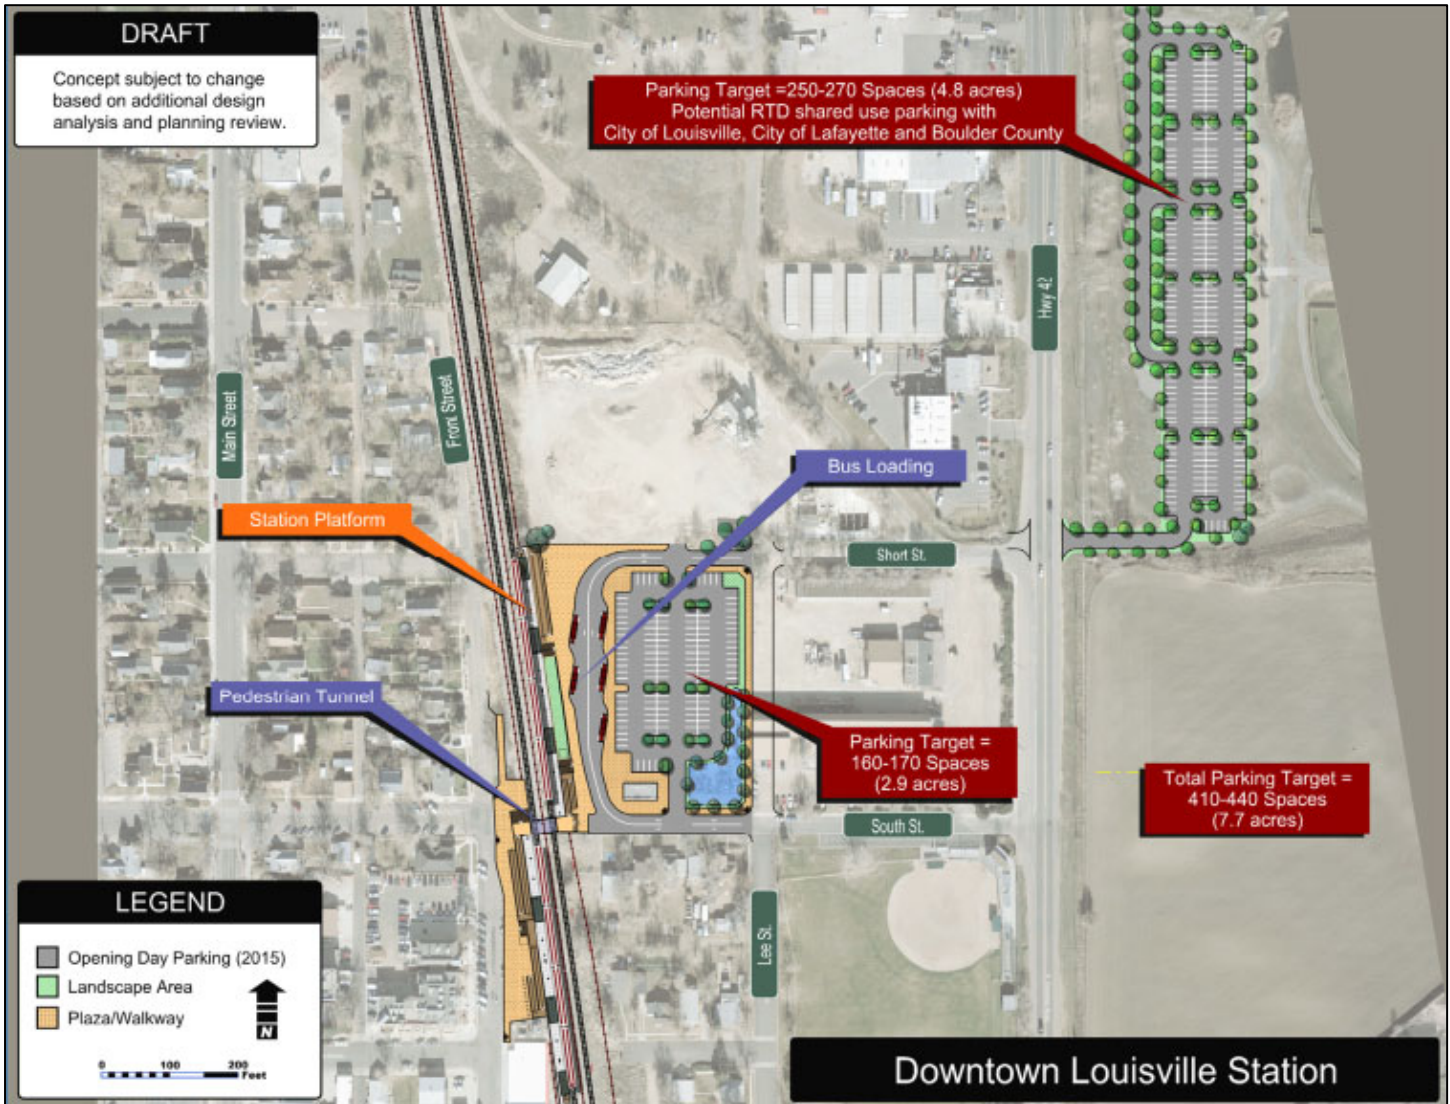 DRAFT
Concept subject to change
based on additional design
analysis and planning review.
Parking Target =250-270 Spaces (4.8 acres)
Potential RTD shared use parking with
City of Louisville, City of Lafayette and Boulder County
Hwy 42
Main Street
Front Street
Bus Loading
Station Platform
Short St.
Pedestrian Tunnel
Parking Target =
160-170 Spaces
(2.9 acres)
Total Parking Target =
410-440 Spaces
(7.7 acres)
South St.
Lee St.
LEGEND
Opening Day Parking (2015)
Landscape Area
Plaza/Walkway
N
0 100 200
Feet
Downtown Louisville Station